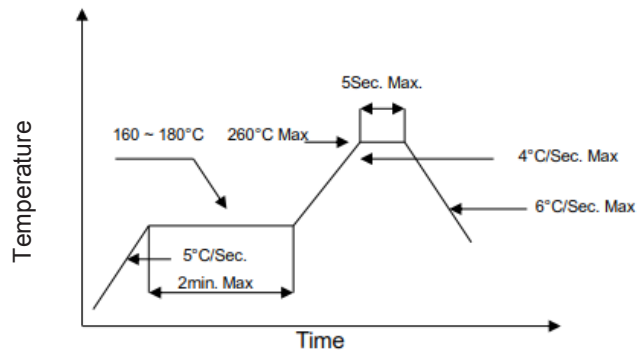 5Sec. Max.
160 ~ 180°C
260°C Max
4°C/Sec. Max
6°C/Sec. Max
Temperature
5°C/Sec.
2min. Max
Time